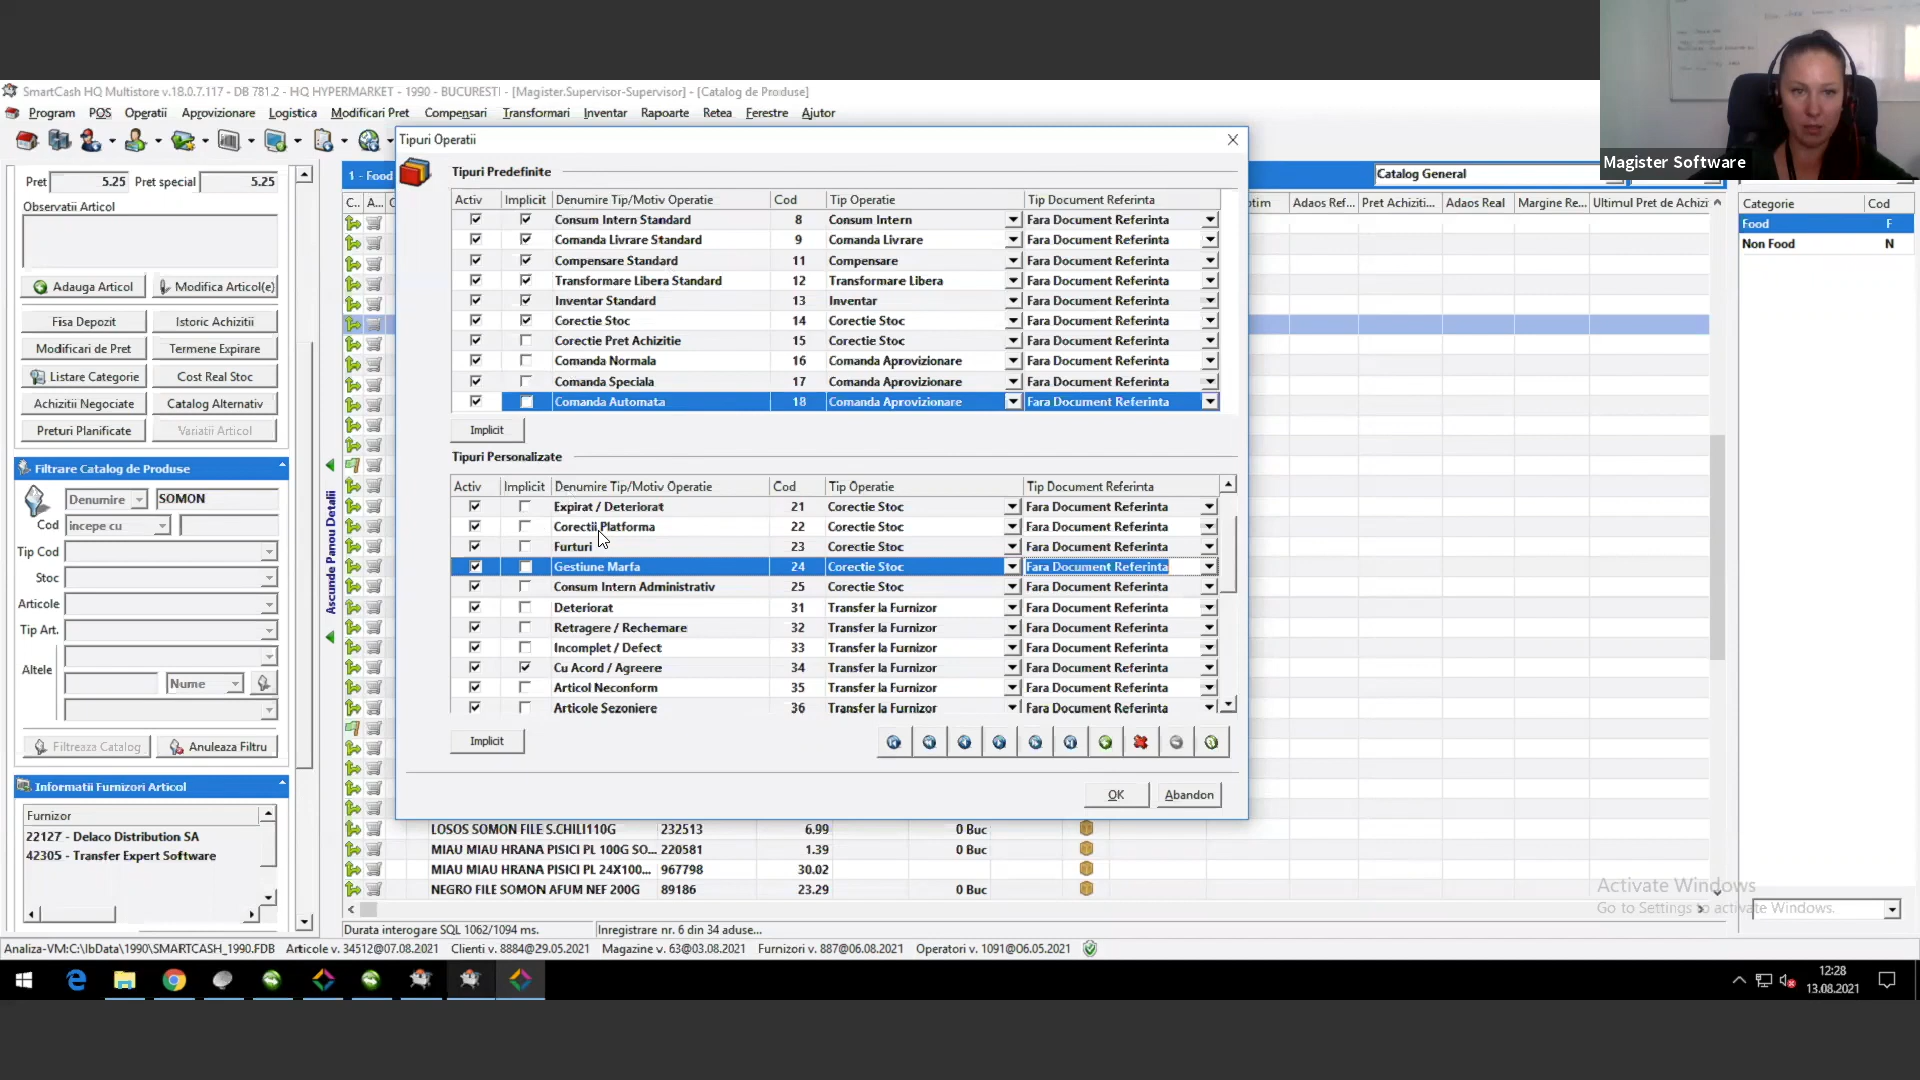 Magister Software
SmartCash HQ Multistore v.18.0.7.117 - DB 781.2 - HQ HYPERMARKET - 1990 - BUCURESTI - [Magister.Supervisor-Supervisor] - [Catalog de Produse]
Program POS Operatii Aprovizionare Logistica Modificari Pret Compensari Transformari Inventar Rapoarte Retea Ferestre Ajutor
Pret 5.25 Pret special 5.25
Observatii Articol
Adauga Articol Modifica Articol(e)
Fisa Depozit Istoric Achizitii
Modificari de Pret Termene Expirare
Listare Categorie Cost Real Stoc
Achizitii Negociate Catalog Alternativ
Preturi Planificate Variatii Articol
Filtrare Catalog de Produse
Denumire SOMON
Cod incepe cu
Tip Cod
Stoc
Articole
Tip Art.
Altele
Nume
Filtreaza Catalog Anuleaza Filtru
Informatii Furnizori Articol
Furnizor
22127 - Delaco Distribution SA
42305 - Transfer Expert Software
Ascunde Panou Detalii
1 - Food
Catalog General
C.. A...
Adaos Ref... Pret Achiziti... Adaos Real Margine Re... Ultimul Pret de Achizi
Categorie Cod
Food F
Non Food N
Tipuri Operatii
Tipuri Predefinite
Activ Implicit Denumire Tip/Motiv Operatie Cod Tip Operatie Tip Document Referinta
Consum Intern Standard 8 Consum Intern Fara Document Referinta
Comanda Livrare Standard 9 Comanda Livrare Fara Document Referinta
Compensare Standard 11 Compensare Fara Document Referinta
Transformare Libera Standard 12 Transformare Libera Fara Document Referinta
Inventar Standard 13 Inventar Fara Document Referinta
Corectie Stoc 14 Corectie Stoc Fara Document Referinta
Corectie Pret Achizitie 15 Corectie Stoc Fara Document Referinta
Comanda Normala 16 Comanda Aprovizionare Fara Document Referinta
Comanda Speciala 17 Comanda Aprovizionare Fara Document Referinta
Comanda Automata 18 Comanda Aprovizionare Fara Document Referinta
Implicit
Tipuri Personalizate
Activ Implicit Denumire Tip/Motiv Operatie Cod Tip Operatie Tip Document Referinta
Expirat / Deteriorat 21 Corectie Stoc Fara Document Referinta
Corectii Platforma 22 Corectie Stoc Fara Document Referinta
Furturi 23 Corectie Stoc Fara Document Referinta
Gestiune Marfa 24 Corectie Stoc Fara Document Referinta
Consum Intern Administrativ 25 Corectie Stoc Fara Document Referinta
Deteriorat 31 Transfer la Furnizor Fara Document Referinta
Retragere / Rechemare 32 Transfer la Furnizor Fara Document Referinta
Incomplet / Defect 33 Transfer la Furnizor Fara Document Referinta
Cu Acord / Agreere 34 Transfer la Furnizor Fara Document Referinta
Articol Neconform 35 Transfer la Furnizor Fara Document Referinta
Articole Sezoniere 36 Transfer la Furnizor Fara Document Referinta
Implicit
OK Abandon
LOSOS SOMON FILE S.CHILI110G 232513 6.99 0 Buc
MIAU MIAU HRANA PISICI PL 100G SO... 220581 1.39 0 Buc
MIAU MIAU HRANA PISICI PL 24X100... 967798 30.02
NEGRO FILE SOMON AFUM NEF 200G 89186 23.29 0 Buc
Activate Windows
Go to Settings to activate Windows.
Durata interogare SQL 1062/1094 ms. Inregistrare nr. 6 din 34 aduse...
Analiza-VM:C:\IbData\1990\SMARTCASH_1990.FDB Articole v. 34512@07.08.2021 Clienti v. 8884@29.05.2021 Magazine v. 63@03.08.2021 Furnizori v. 887@06.08.2021 Operatori v. 1091@06.05.2021
12:28
13.08.2021